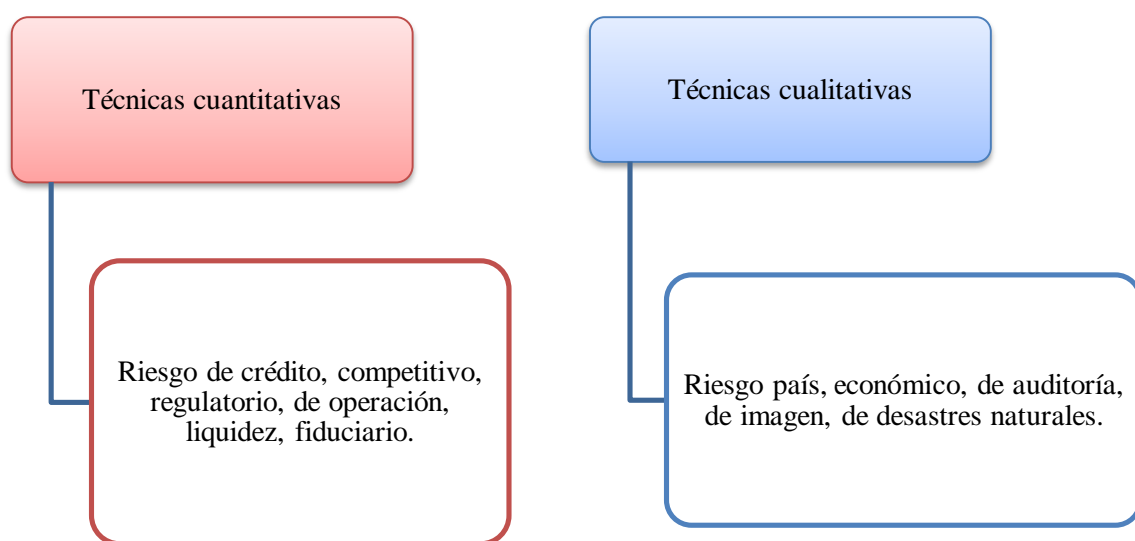 Técnicas cuantitativas
Técnicas cualitativas
Riesgo de crédito, competitivo,
regulatorio, de operación,
liquidez, fiduciario.
Riesgo país, económico, de auditoría,
de imagen, de desastres naturales.